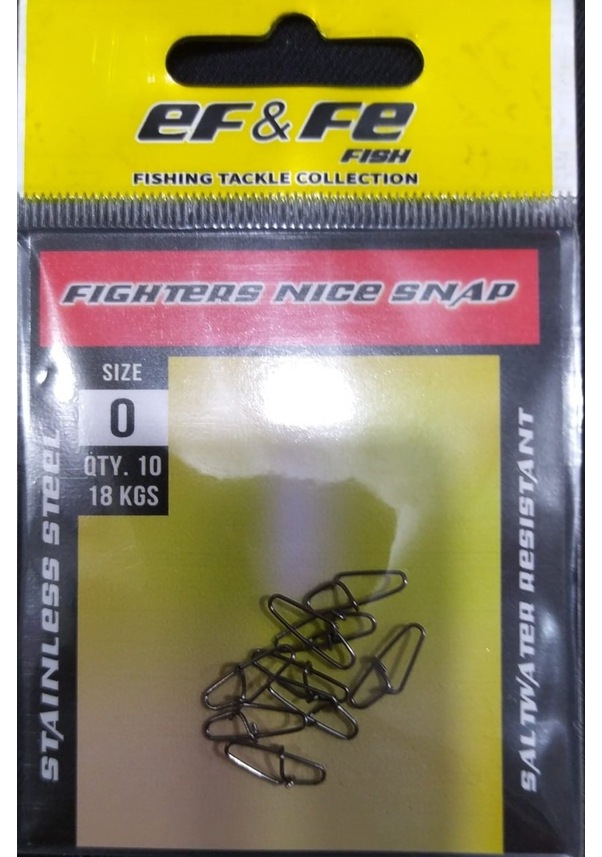 eF&Fe
FISH
FISHING TACKLE COLLECTION
FIGHTERS NICE SNAP
SIZE
0
QTY. 10
18 KGS
STAINLESS STEEL
SALTWATER RESISTANT